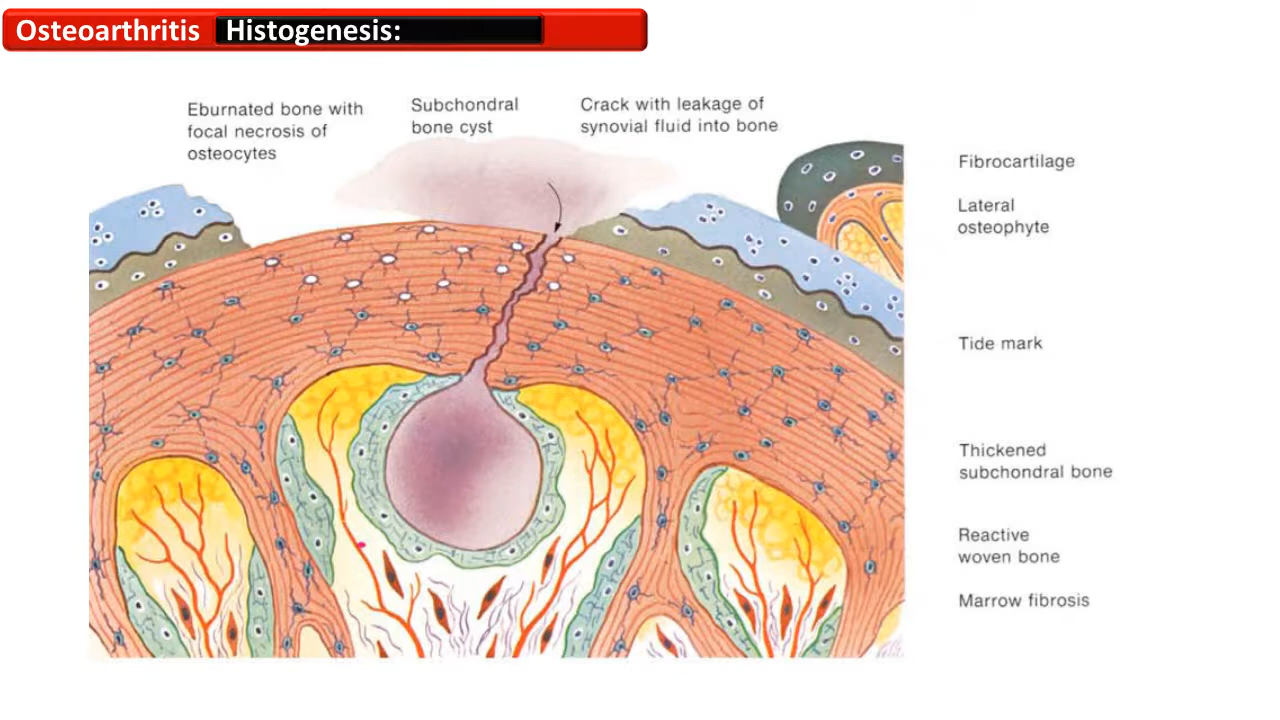 Osteoarthritis Histogenesis:
Eburnated bone with
focal necrosis of
osteocytes
Subchondral
bone cyst
Crack with leakage of
synovial fluid into bone
Fibrocartilage
Lateral
osteophyte
Tide mark
Thickened
subchondral bone
Reactive
woven bone
Marrow fibrosis